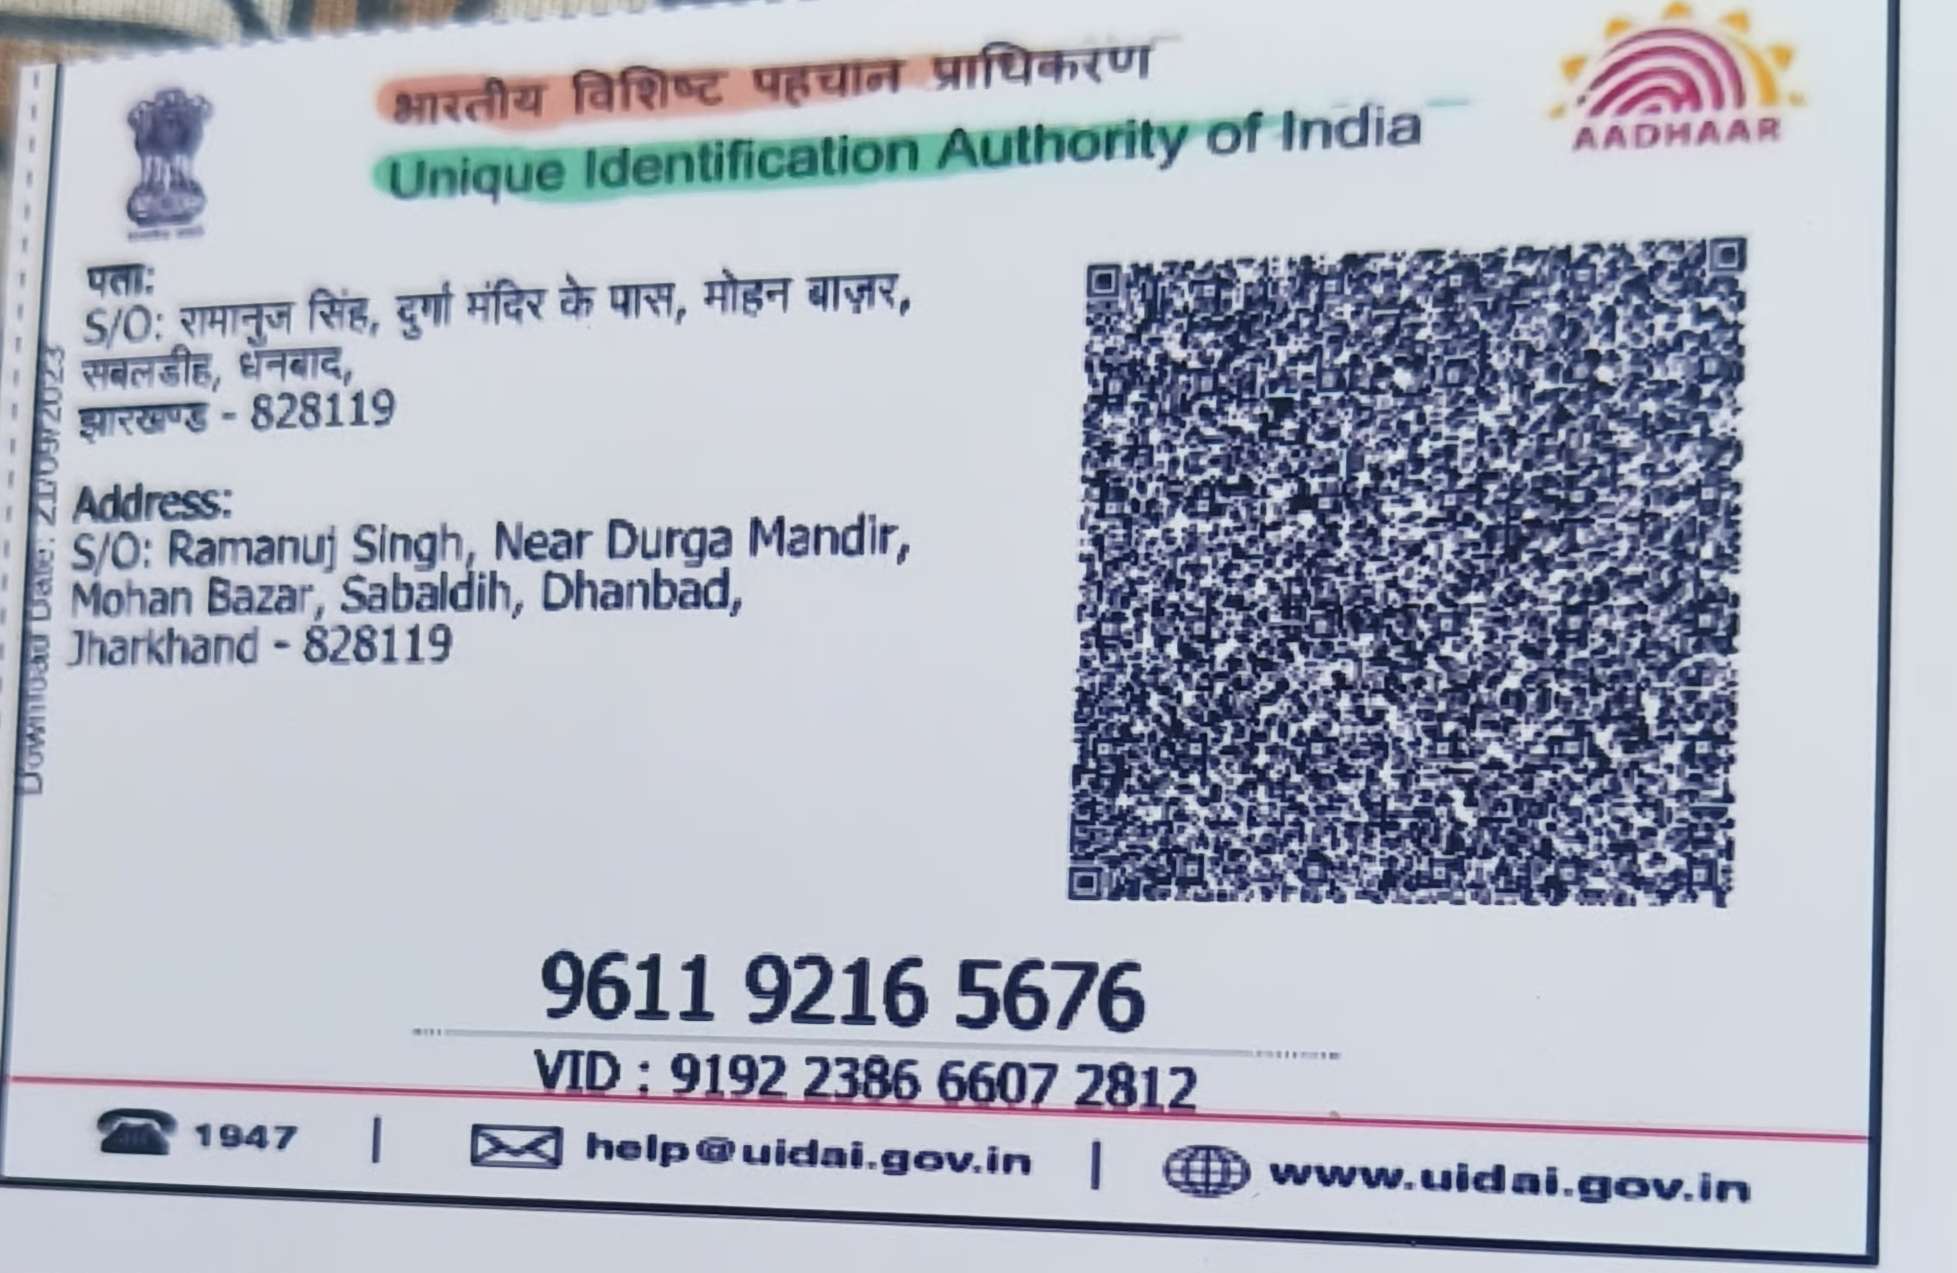 भारतीय विशिष्ट पहचान प्राधिकरण
Unique Identification Authority of India
AADHAAR
पता:
S/O: रामानुज सिंह, दुर्गा मंदिर के पास, मोहन बाज़र,
सबलडीह, धनबाद,
झारखण्ड - 828119
Address:
S/O: Ramanuj Singh, Near Durga Mandir,
Mohan Bazar, Sabaldih, Dhanbad,
Jharkhand - 828119
Download Date: 21/09/2023
9611 9216 5676
VID : 9192 2386 6607 2812
1947 | help@uidai.gov.in | www.uidai.gov.in